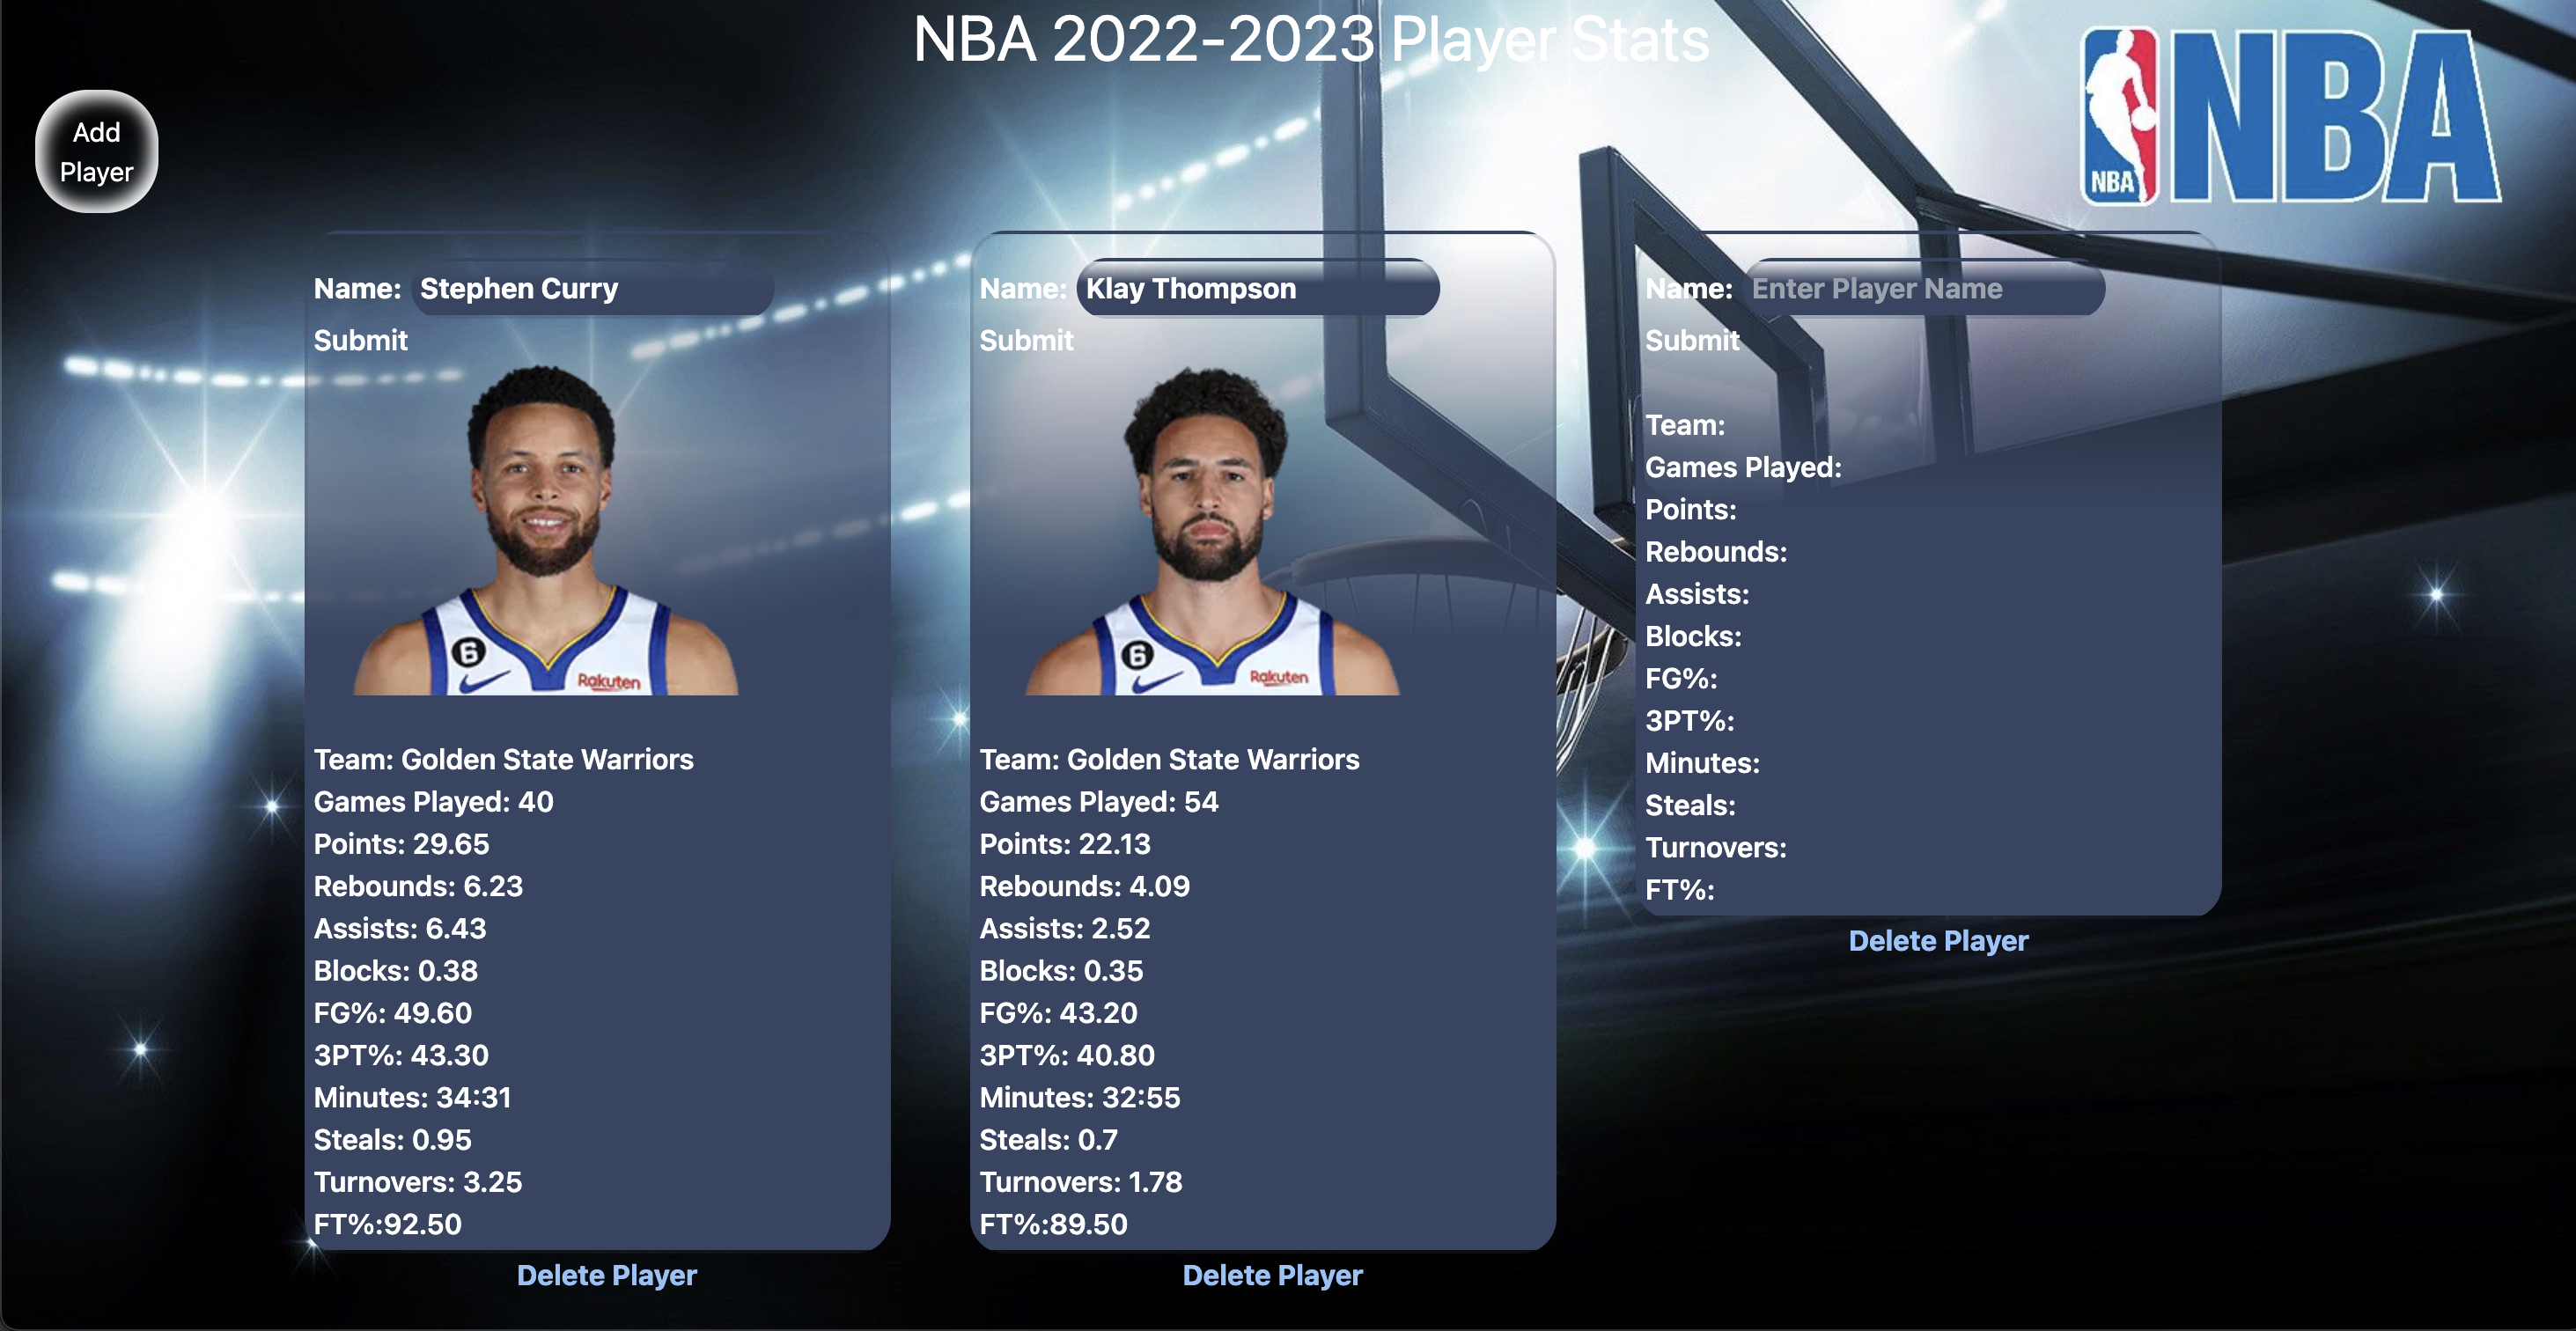 NBA 2022-2023 Player Stats
NBA
NBA
Add
Player
Name: Stephen Curry
Submit
6
Rakuten
Team: Golden State Warriors
Games Played: 40
Points: 29.65
Rebounds: 6.23
Assists: 6.43
Blocks: 0.38
FG%: 49.60
3PT%: 43.30
Minutes: 34:31
Steals: 0.95
Turnovers: 3.25
FT%:92.50
Delete Player
Name: Klay Thompson
Submit
6
Rakuten
Team: Golden State Warriors
Games Played: 54
Points: 22.13
Rebounds: 4.09
Assists: 2.52
Blocks: 0.35
FG%: 43.20
3PT%: 40.80
Minutes: 32:55
Steals: 0.7
Turnovers: 1.78
FT%:89.50
Delete Player
Name: Enter Player Name
Submit
Team:
Games Played:
Points:
Rebounds:
Assists:
Blocks:
FG%:
3PT%:
Minutes:
Steals:
Turnovers:
FT%:
Delete Player